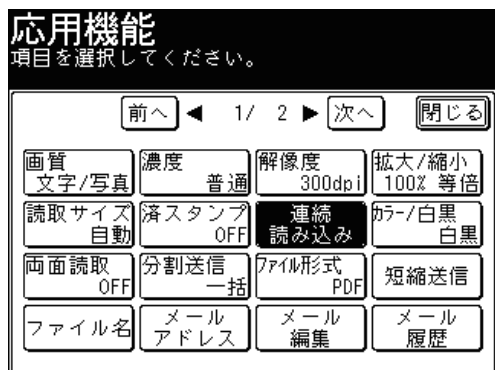 応用機能
項目を選択してください。
前へ ◀ 1/ 2 ▶ 次へ 閉じる
画質 濃度 解像度 拡大/縮小
文字/写真 普通 300dpi 100% 等倍
読取サイズ 済スタンプ 連続 カラー/白黒
自動 OFF 読み込み 白黒
両面読取 分割送信 ファイル形式 短縮送信
OFF 一括 PDF
ファイル名 メール メール メール
アドレス 編集 履歴